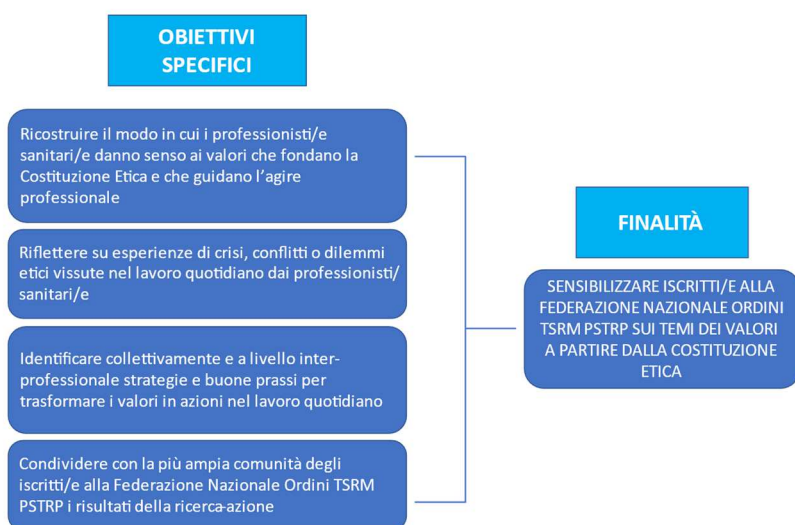 OBIETTIVI
SPECIFICI
Ricostruire il modo in cui i professionisti/e
sanitari/e danno senso ai valori che fondano la
Costituzione Etica e che guidano l'agire
professionale
Riflettere su esperienze di crisi, conflitti o dilemmi
etici vissute nel lavoro quotidiano dai professionisti/
sanitari/e
Identificare collettivamente e a livello inter-
professionale strategie e buone prassi per
trasformare i valori in azioni nel lavoro quotidiano
Condividere con la più ampia comunità degli
iscritti/e alla Federazione Nazionale Ordini TSRM
PSTRP i risultati della ricerca-azione
FINALITÀ
SENSIBILIZZARE ISCRITTI/E ALLA
FEDERAZIONE NAZIONALE ORDINI
TSRM PSTRP SUI TEMI DEI VALORI
A PARTIRE DALLA COSTITUZIONE
ETICA